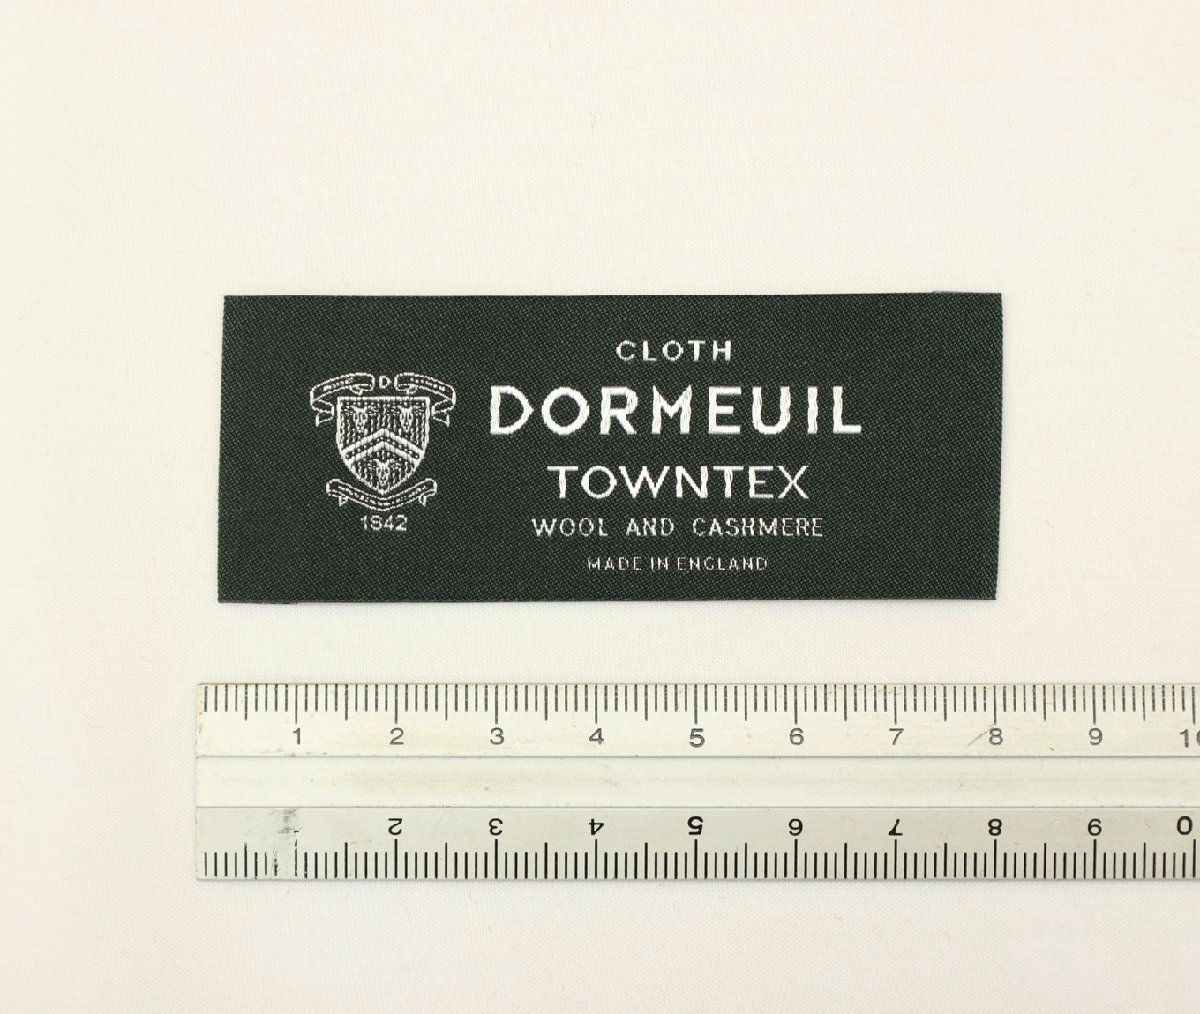 CLOTH
DORMEUIL
TOWNTEX
WOOL AND CASHMERE
MADE IN ENGLAND
D
1842
1 2 3 4 5 6 7 8 9 10
2 3 4 5 6 7 8 9 0